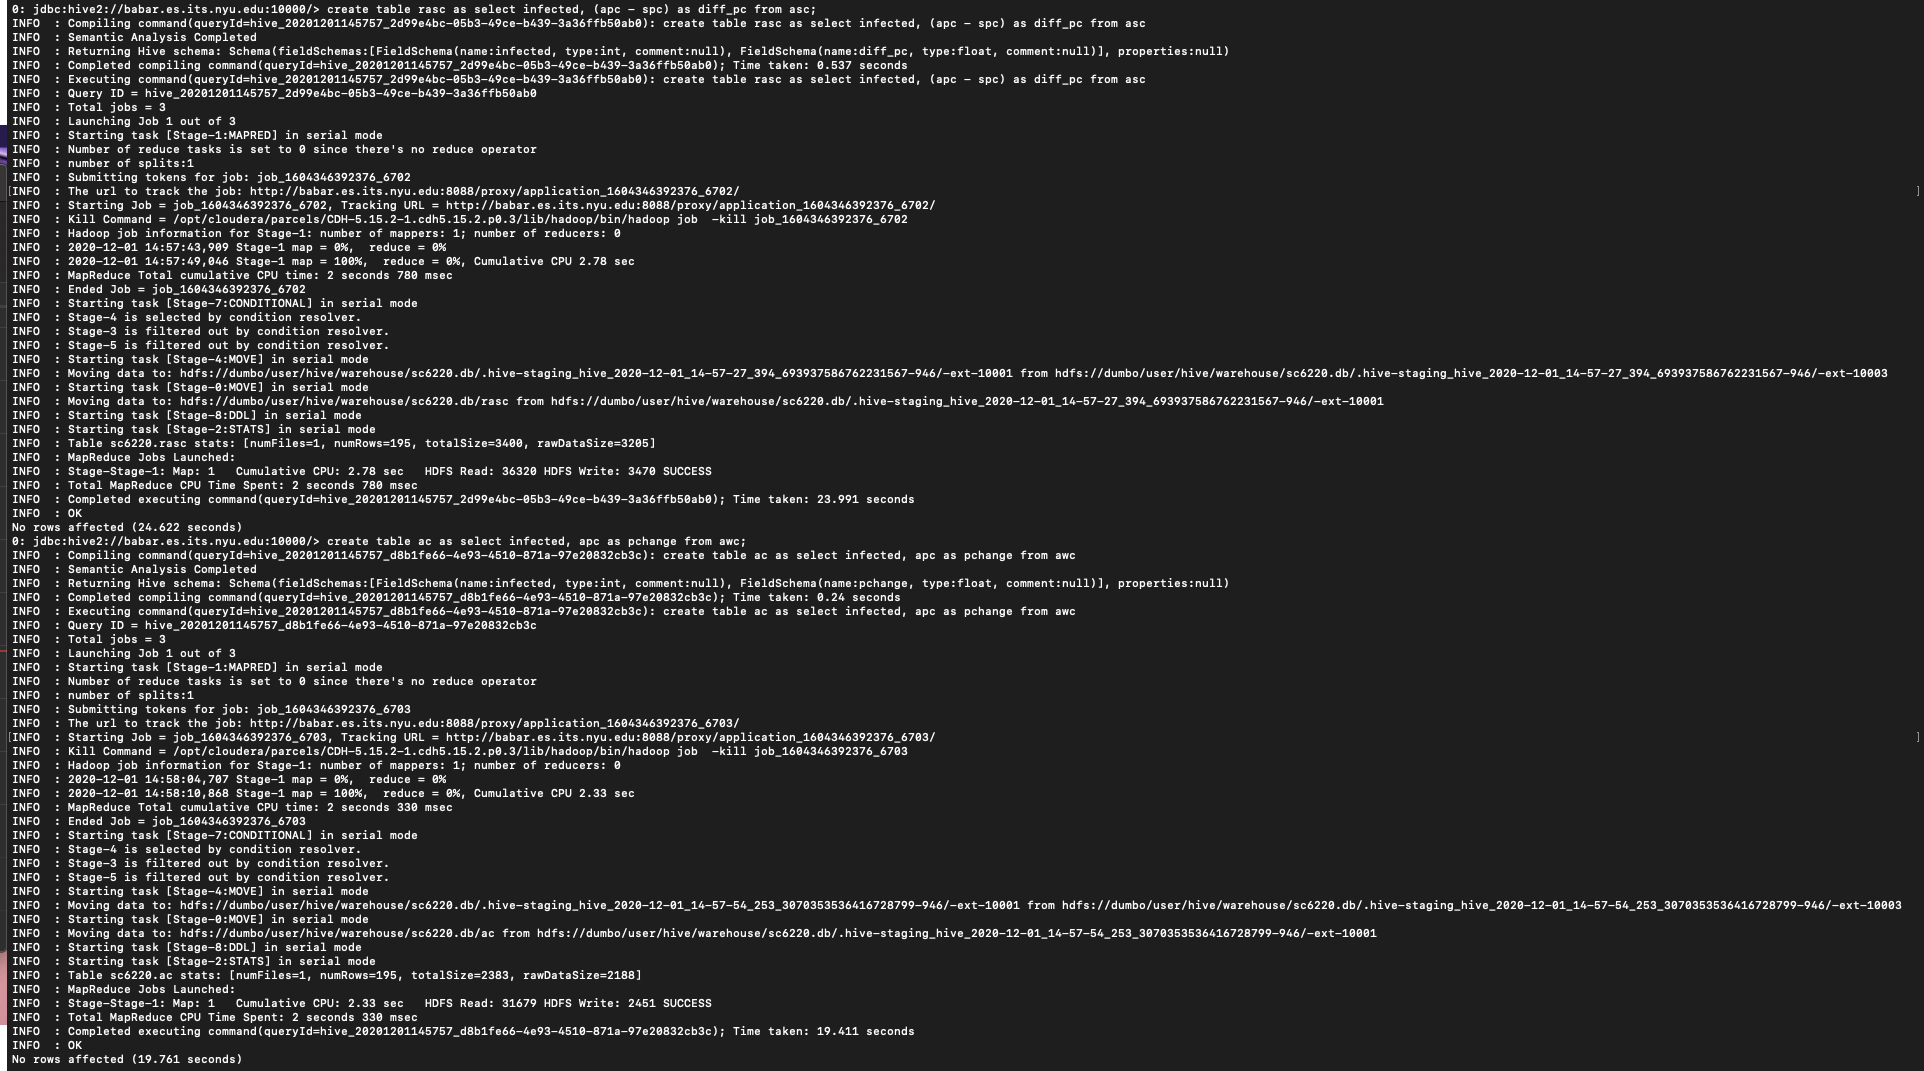 0: jdbc:hive2://babar.es.its.nyu.edu:10000/> create table rasc as select infected, (apc - spc) as diff_pc from asc;
INFO  : Compiling command(queryId=hive_20201201145757_2d99e4bc-05b3-49ce-b439-3a36ffb50ab0): create table rasc as select infected, (apc - spc) as diff_pc from asc
INFO  : Semantic Analysis Completed
INFO  : Returning Hive schema: Schema(fieldSchemas:[FieldSchema(name:infected, type:int, comment:null), FieldSchema(name:diff_pc, type:float, comment:null)], properties:null)
INFO  : Completed compiling command(queryId=hive_20201201145757_2d99e4bc-05b3-49ce-b439-3a36ffb50ab0); Time taken: 0.537 seconds
INFO  : Executing command(queryId=hive_20201201145757_2d99e4bc-05b3-49ce-b439-3a36ffb50ab0): create table rasc as select infected, (apc - spc) as diff_pc from asc
INFO  : Query ID = hive_20201201145757_2d99e4bc-05b3-49ce-b439-3a36ffb50ab0
INFO  : Total jobs = 3
INFO  : Launching Job 1 out of 3
INFO  : Starting task [Stage-1:MAPRED] in serial mode
INFO  : Number of reduce tasks is set to 0 since there's no reduce operator
INFO  : number of splits:1
INFO  : Submitting tokens for job: job_1604346392376_6702
[INFO  : The url to track the job: http://babar.es.its.nyu.edu:8088/proxy/application_1604346392376_6702/ ]
INFO  : Starting Job = job_1604346392376_6702, Tracking URL = http://babar.es.its.nyu.edu:8088/proxy/application_1604346392376_6702/
INFO  : Kill Command = /opt/cloudera/parcels/CDH-5.15.2-1.cdh5.15.2.p0.3/lib/hadoop/bin/hadoop job  -kill job_1604346392376_6702
INFO  : Hadoop job information for Stage-1: number of mappers: 1; number of reducers: 0
INFO  : 2020-12-01 14:57:43,909 Stage-1 map = 0%,  reduce = 0%
INFO  : 2020-12-01 14:57:49,046 Stage-1 map = 100%,  reduce = 0%, Cumulative CPU 2.78 sec
INFO  : MapReduce Total cumulative CPU time: 2 seconds 780 msec
INFO  : Ended Job = job_1604346392376_6702
INFO  : Starting task [Stage-7:CONDITIONAL] in serial mode
INFO  : Stage-4 is selected by condition resolver.
INFO  : Stage-3 is filtered out by condition resolver.
INFO  : Stage-5 is filtered out by condition resolver.
INFO  : Starting task [Stage-4:MOVE] in serial mode
INFO  : Moving data to: hdfs://dumbo/user/hive/warehouse/sc6220.db/.hive-staging_hive_2020-12-01_14-57-27_394_693937586762231567-946/-ext-10001 from hdfs://dumbo/user/hive/warehouse/sc6220.db/.hive-staging_hive_2020-12-01_14-57-27_394_693937586762231567-946/-ext-10003
INFO  : Starting task [Stage-0:MOVE] in serial mode
INFO  : Moving data to: hdfs://dumbo/user/hive/warehouse/sc6220.db/rasc from hdfs://dumbo/user/hive/warehouse/sc6220.db/.hive-staging_hive_2020-12-01_14-57-27_394_693937586762231567-946/-ext-10001
INFO  : Starting task [Stage-8:DDL] in serial mode
INFO  : Starting task [Stage-2:STATS] in serial mode
INFO  : Table sc6220.rasc stats: [numFiles=1, numRows=195, totalSize=3400, rawDataSize=3205]
INFO  : MapReduce Jobs Launched:
INFO  : Stage-Stage-1: Map: 1   Cumulative CPU: 2.78 sec   HDFS Read: 36320 HDFS Write: 3470 SUCCESS
INFO  : Total MapReduce CPU Time Spent: 2 seconds 780 msec
INFO  : Completed executing command(queryId=hive_20201201145757_2d99e4bc-05b3-49ce-b439-3a36ffb50ab0); Time taken: 23.991 seconds
INFO  : OK
No rows affected (24.622 seconds)
0: jdbc:hive2://babar.es.its.nyu.edu:10000/> create table ac as select infected, apc as pchange from awc;
INFO  : Compiling command(queryId=hive_20201201145757_d8b1fe66-4e93-4510-871a-97e20832cb3c): create table ac as select infected, apc as pchange from awc
INFO  : Semantic Analysis Completed
INFO  : Returning Hive schema: Schema(fieldSchemas:[FieldSchema(name:infected, type:int, comment:null), FieldSchema(name:pchange, type:float, comment:null)], properties:null)
INFO  : Completed compiling command(queryId=hive_20201201145757_d8b1fe66-4e93-4510-871a-97e20832cb3c); Time taken: 0.24 seconds
INFO  : Executing command(queryId=hive_20201201145757_d8b1fe66-4e93-4510-871a-97e20832cb3c): create table ac as select infected, apc as pchange from awc
INFO  : Query ID = hive_20201201145757_d8b1fe66-4e93-4510-871a-97e20832cb3c
INFO  : Total jobs = 3
INFO  : Launching Job 1 out of 3
INFO  : Starting task [Stage-1:MAPRED] in serial mode
INFO  : Number of reduce tasks is set to 0 since there's no reduce operator
INFO  : number of splits:1
INFO  : Submitting tokens for job: job_1604346392376_6703
INFO  : The url to track the job: http://babar.es.its.nyu.edu:8088/proxy/application_1604346392376_6703/
[INFO  : Starting Job = job_1604346392376_6703, Tracking URL = http://babar.es.its.nyu.edu:8088/proxy/application_1604346392376_6703/ ]
INFO  : Kill Command = /opt/cloudera/parcels/CDH-5.15.2-1.cdh5.15.2.p0.3/lib/hadoop/bin/hadoop job  -kill job_1604346392376_6703
INFO  : Hadoop job information for Stage-1: number of mappers: 1; number of reducers: 0
INFO  : 2020-12-01 14:58:04,707 Stage-1 map = 0%,  reduce = 0%
INFO  : 2020-12-01 14:58:10,868 Stage-1 map = 100%,  reduce = 0%, Cumulative CPU 2.33 sec
INFO  : MapReduce Total cumulative CPU time: 2 seconds 330 msec
INFO  : Ended Job = job_1604346392376_6703
INFO  : Starting task [Stage-7:CONDITIONAL] in serial mode
INFO  : Stage-4 is selected by condition resolver.
INFO  : Stage-3 is filtered out by condition resolver.
INFO  : Stage-5 is filtered out by condition resolver.
INFO  : Starting task [Stage-4:MOVE] in serial mode
INFO  : Moving data to: hdfs://dumbo/user/hive/warehouse/sc6220.db/.hive-staging_hive_2020-12-01_14-57-54_253_3070353536416728799-946/-ext-10001 from hdfs://dumbo/user/hive/warehouse/sc6220.db/.hive-staging_hive_2020-12-01_14-57-54_253_3070353536416728799-946/-ext-10003
INFO  : Starting task [Stage-0:MOVE] in serial mode
INFO  : Moving data to: hdfs://dumbo/user/hive/warehouse/sc6220.db/ac from hdfs://dumbo/user/hive/warehouse/sc6220.db/.hive-staging_hive_2020-12-01_14-57-54_253_3070353536416728799-946/-ext-10001
INFO  : Starting task [Stage-8:DDL] in serial mode
INFO  : Starting task [Stage-2:STATS] in serial mode
INFO  : Table sc6220.ac stats: [numFiles=1, numRows=195, totalSize=2383, rawDataSize=2188]
INFO  : MapReduce Jobs Launched:
INFO  : Stage-Stage-1: Map: 1   Cumulative CPU: 2.33 sec   HDFS Read: 31679 HDFS Write: 2451 SUCCESS
INFO  : Total MapReduce CPU Time Spent: 2 seconds 330 msec
INFO  : Completed executing command(queryId=hive_20201201145757_d8b1fe66-4e93-4510-871a-97e20832cb3c); Time taken: 19.411 seconds
INFO  : OK
No rows affected (19.761 seconds)